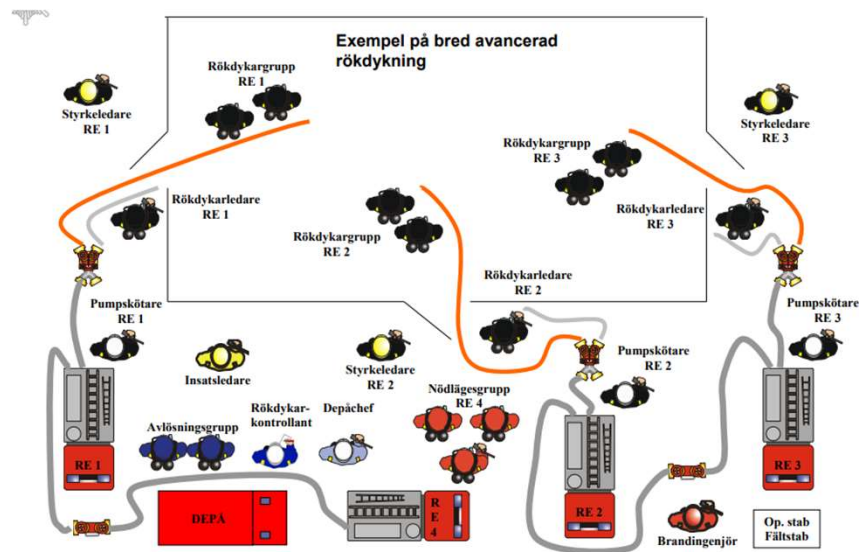 Exempel på bred avancerad
rökdykning
Rökdykargrupp
RE 1
Styrkeledare
RE 1
Styrkeledare
RE 3
Rökdykargrupp
RE 3
Rökdykarledare
RE 1
Rökdykargrupp
RE 2
Rökdykarledare
RE 3
Rökdykarledare
RE 2
Pumpskötare
RE 1
Pumpskötare
RE 3
Insatsledare
Styrkeledare
RE 2
Pumpskötare
RE 2
Nödlägesgrupp
RE 4
Avlösningsgrupp
Rökdykar-
kontrollant
Depåchef
RE 1
RE 3
DEPÅ
R
E
4
RE 2
Brandingenjör
Op. stab
Fältstab